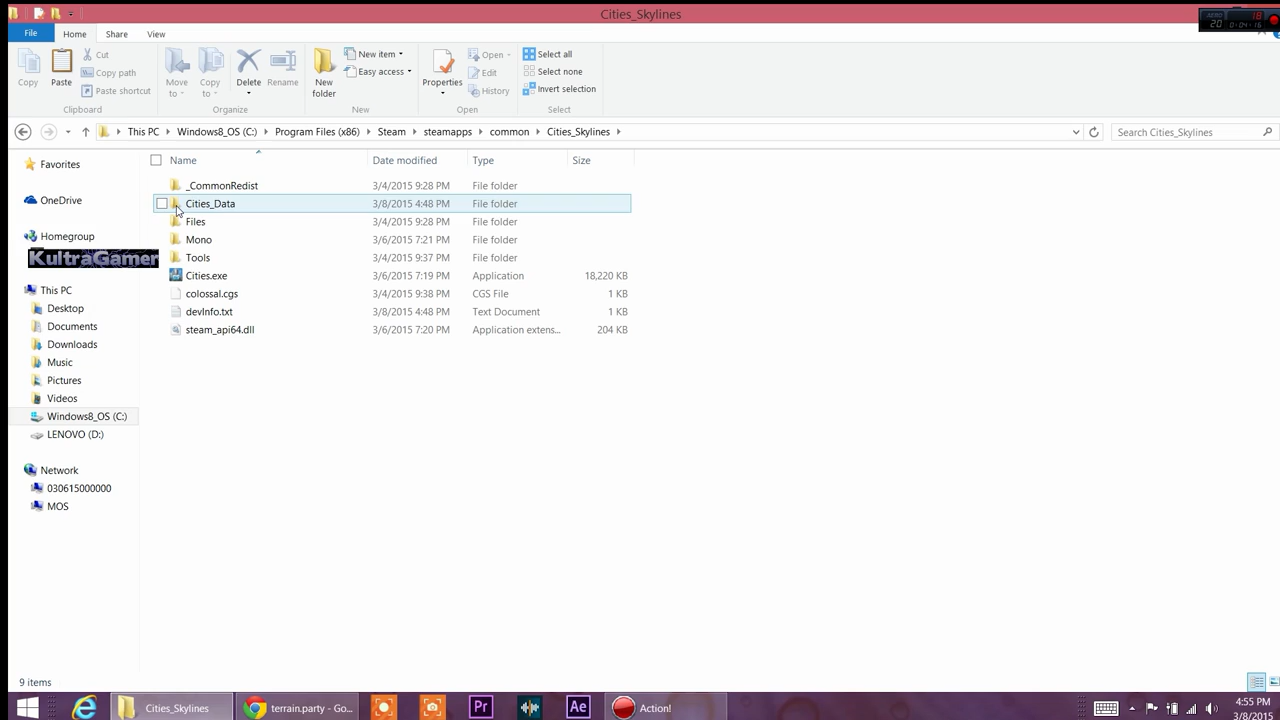 Cities_Skylines
18
20 0:04:15
File Home Share View
Copy
Paste
Cut
Copy path
Paste shortcut
Clipboard
Move to
Copy to
Delete
Rename
Organize
New folder
New item
Easy access
New
Properties
Open
Edit
History
Open
Select all
Select none
Invert selection
Select
This PC Windows8_OS (C:) Program Files (x86) Steam steamapps common Cities_Skylines
Search Cities_Skylines
Favorites
OneDrive
Homegroup
KultraGamer
This PC
Desktop
Documents
Downloads
Music
Pictures
Videos
Windows8_OS (C:)
LENOVO (D:)
Network
030615000000
MOS
Name Date modified Type Size
_CommonRedist 3/4/2015 9:28 PM File folder
Cities_Data 3/8/2015 4:48 PM File folder
Files 3/4/2015 9:28 PM File folder
Mono 3/6/2015 7:21 PM File folder
Tools 3/4/2015 9:37 PM File folder
Cities.exe 3/6/2015 7:19 PM Application 18,220 KB
colossal.cgs 3/4/2015 9:38 PM CGS File 1 KB
devInfo.txt 3/8/2015 4:48 PM Text Document 1 KB
steam_api64.dll 3/6/2015 7:20 PM Application extens... 204 KB
9 items
Cities_Skylines
terrain.party - Go...
Pr
Ae
Action!
4:55 PM
3/8/2015